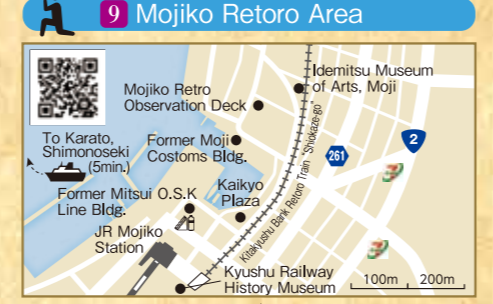 9 Mojiko Retoro Area
Idemitsu Museum
of Arts, Moji
Mojiko Retro
Observation Deck
To Karato,
Shimonoseki
(5min.)
Former Moji
Costoms Bldg.
261
2
Former Mitsui O.S.K
Line Bldg.
Kaikyo
Plaza
Kitakyushu Bank Retoro Train "Shiokaze-go"
JR Mojiko
Station
Kyushu Railway
History Museum
100m 200m